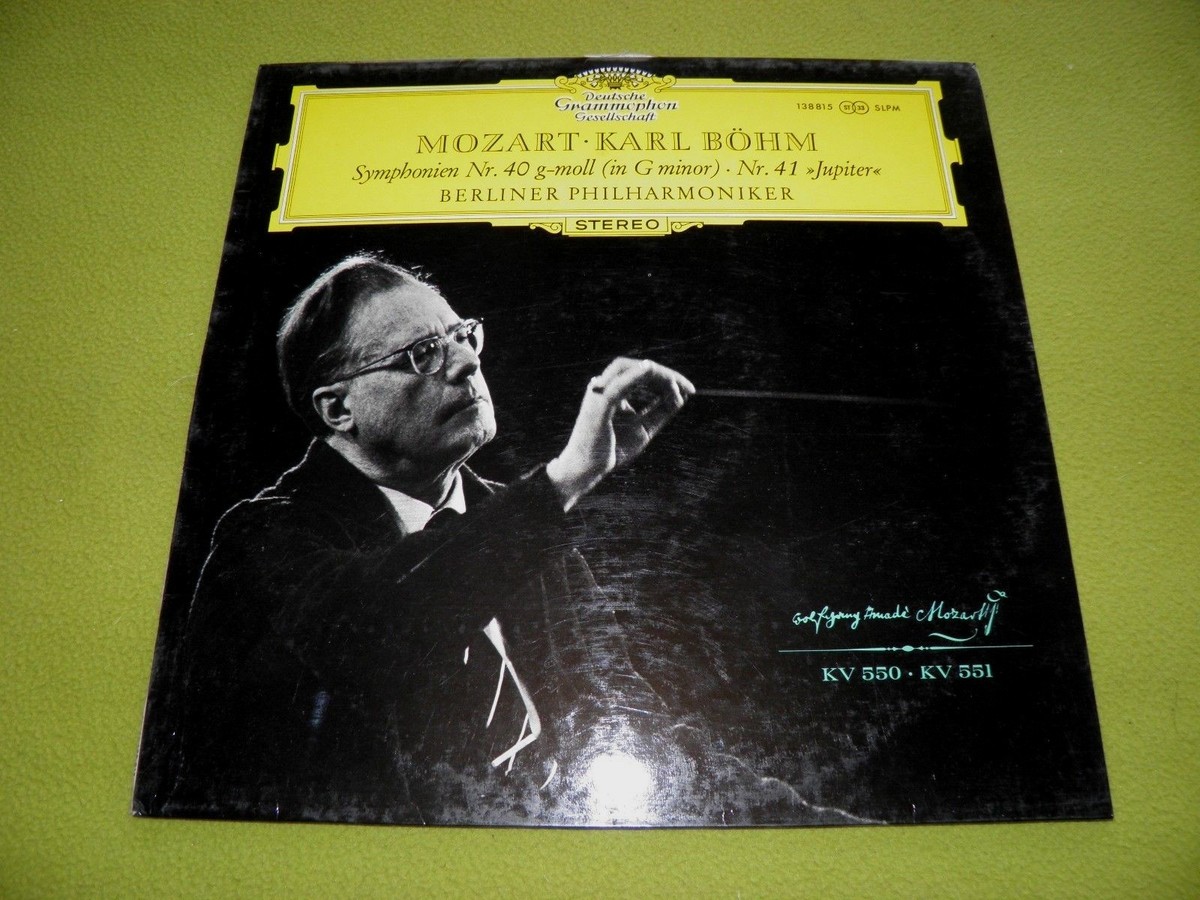 Deutsche
Grammophon
Gesellschaft
138815 ST 33 SLPM
MOZART · KARL BÖHM
Symphonien Nr. 40 g-moll (in G minor) · Nr. 41 »Jupiter«
BERLINER PHILHARMONIKER
STEREO
Wolfgang Amadè Mozart
KV 550 · KV 551